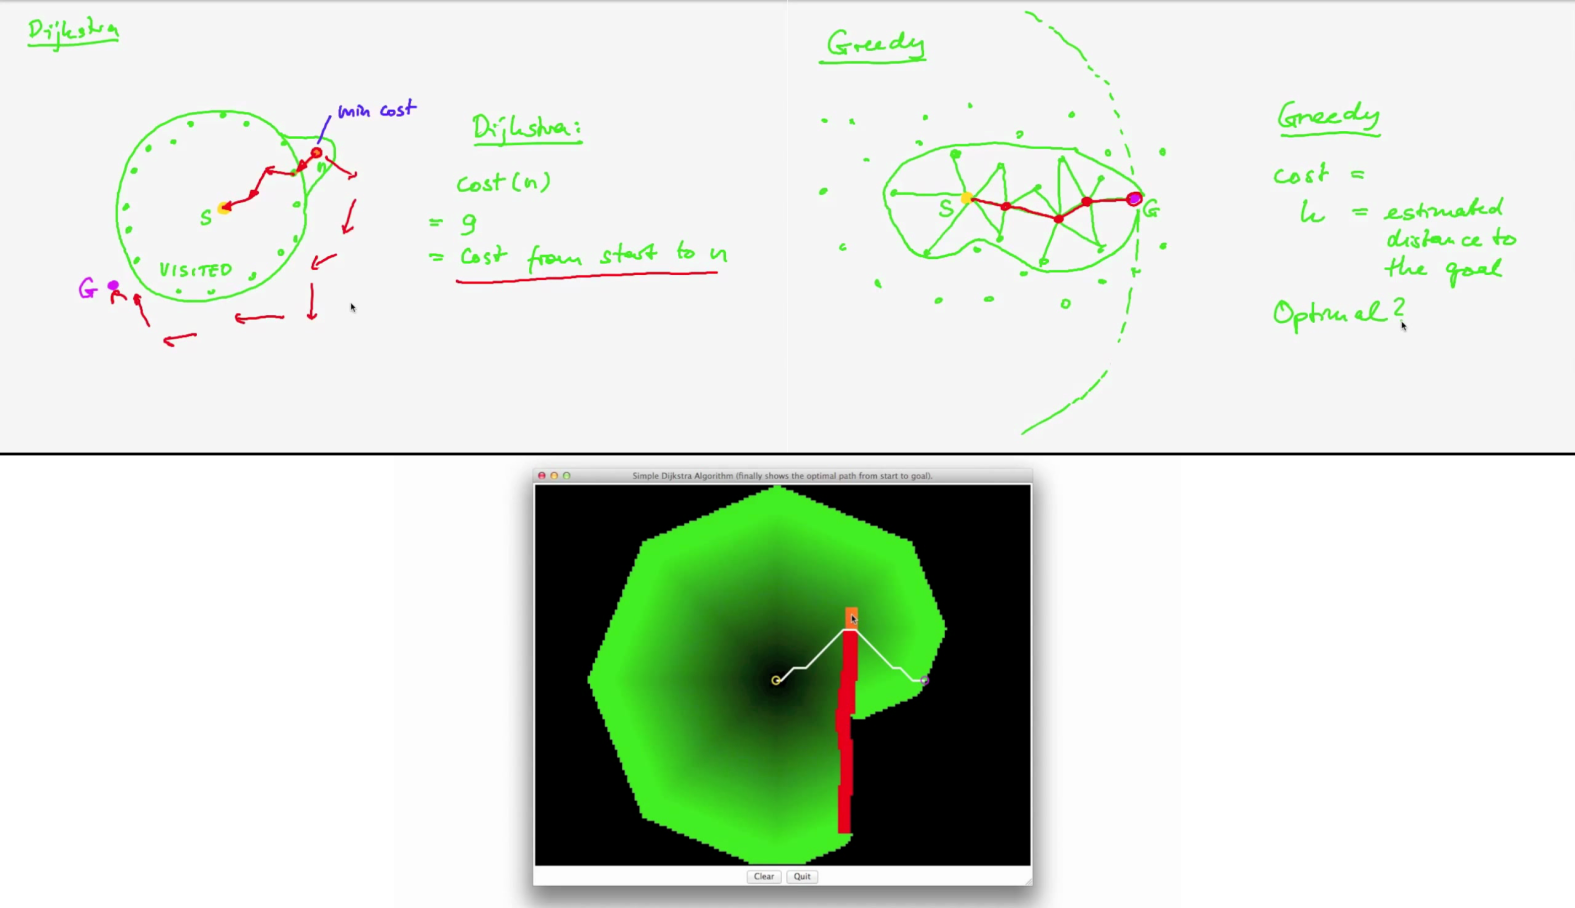 Dijkstra
min cost
n
S
VISITED
G
Dijkstra:
cost(n)
= g
= cost from start to n
Greedy
S
G
Greedy
cost =
h = estimated
distance to
the goal
Optimal?
Simple Dijkstra Algorithm (finally shows the optimal path from start to goal).
Clear
Quit